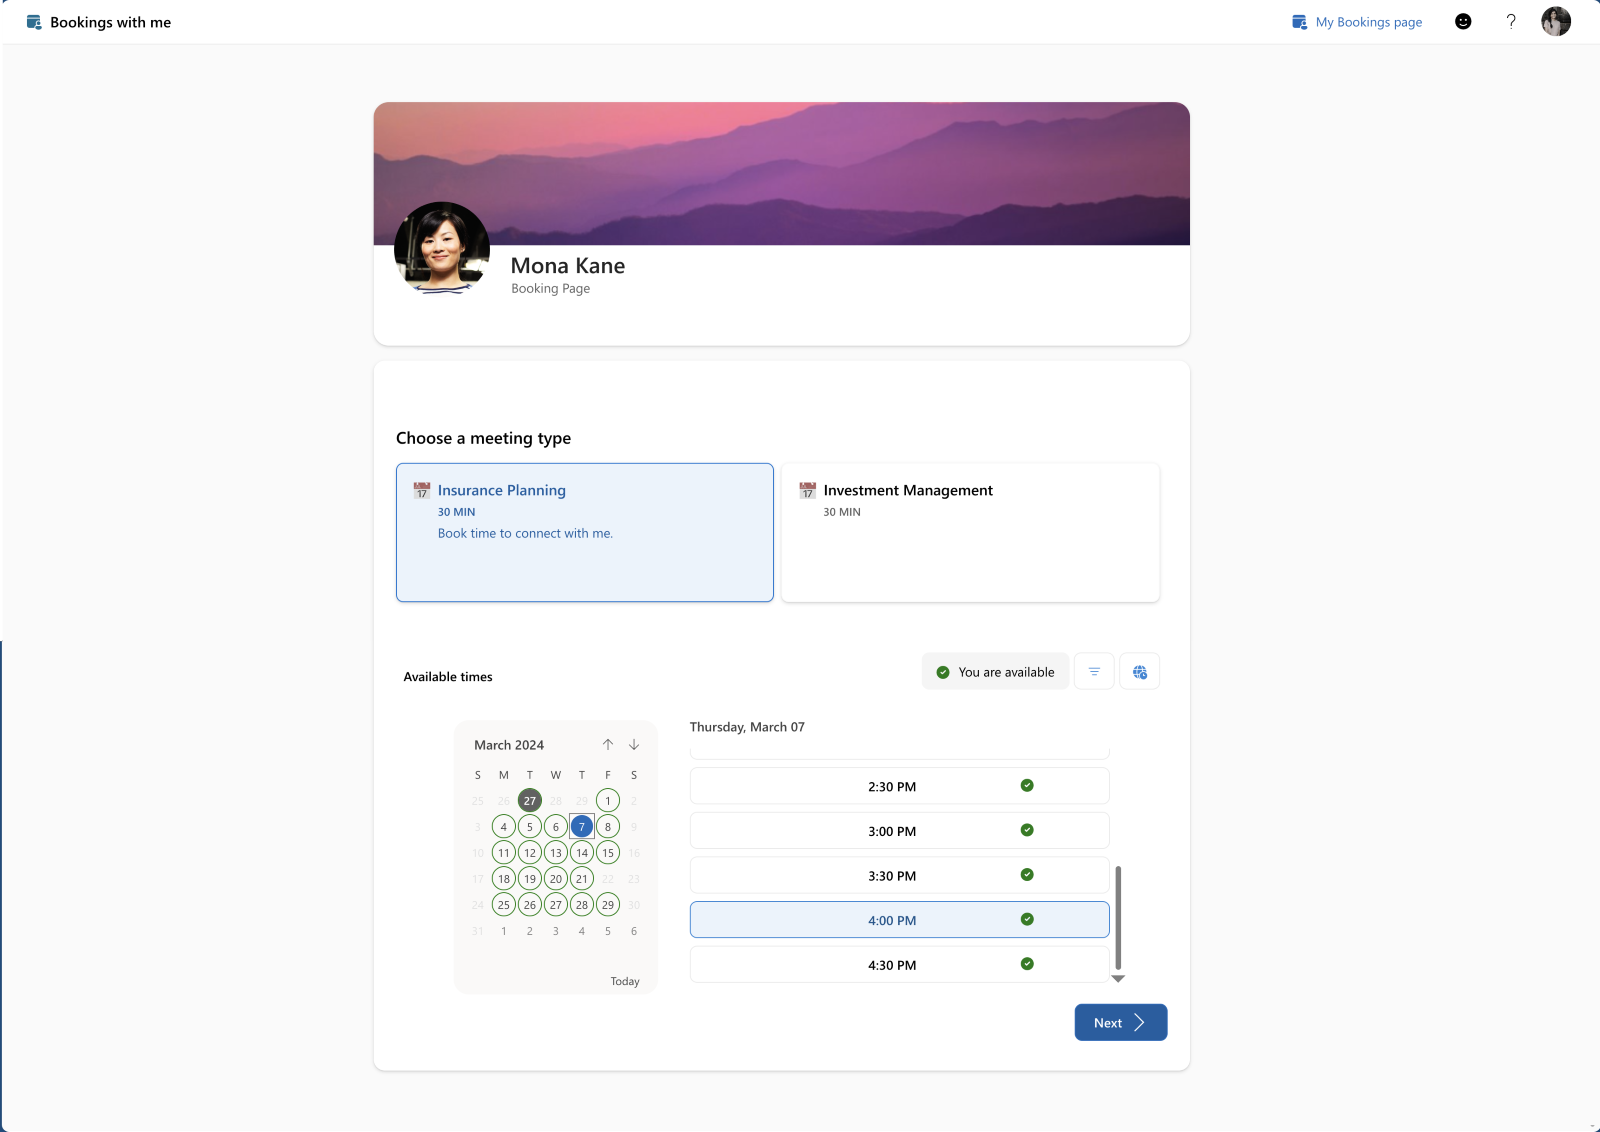 Bookings with me
My Bookings page
?
Mona Kane
Booking Page
Choose a meeting type
17 Insurance Planning
30 MIN
Book time to connect with me.
17 Investment Management
30 MIN
Available times
You are available
March 2024
S M T W T F S
25 26 27 28 29 1 2
3 4 5 6 7 8 9
10 11 12 13 14 15 16
17 18 19 20 21 22 23
24 25 26 27 28 29 30
31 1 2 3 4 5 6
Today
Thursday, March 07
2:30 PM
3:00 PM
3:30 PM
4:00 PM
4:30 PM
Next